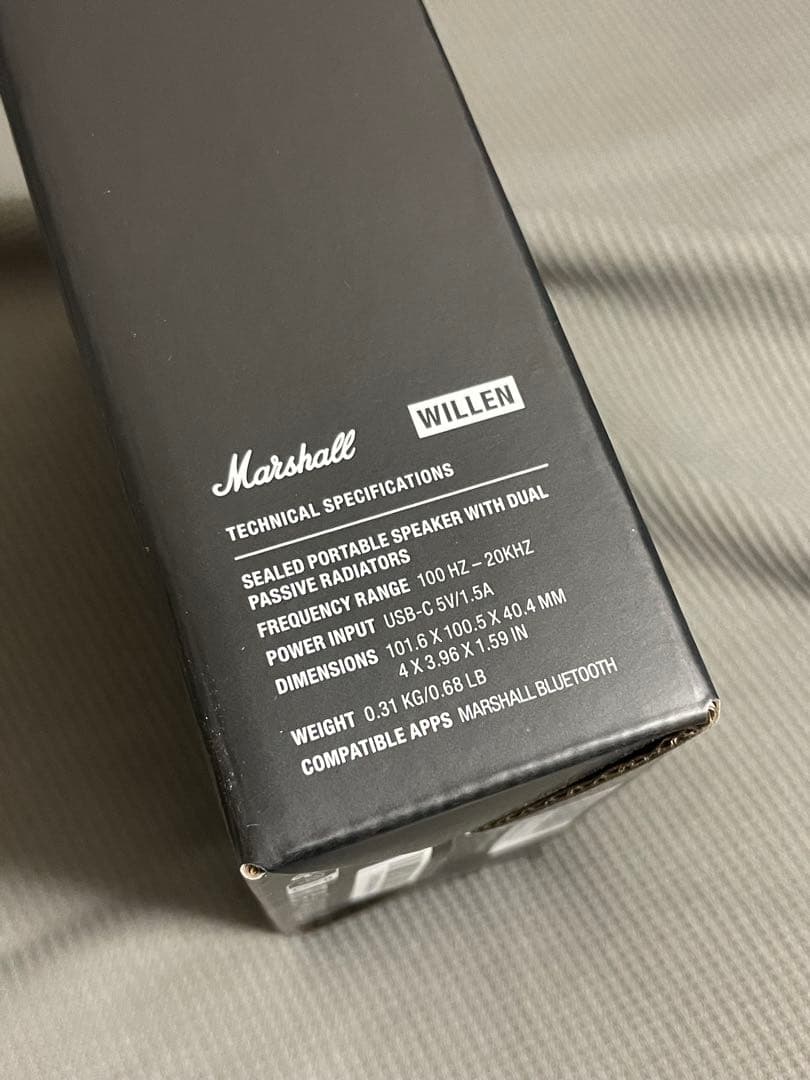 Marshall
WILLEN
TECHNICAL SPECIFICATIONS
SEALED PORTABLE SPEAKER WITH DUAL
PASSIVE RADIATORS
FREQUENCY RANGE 100 HZ – 20KHZ
POWER INPUT USB-C 5V/1.5A
DIMENSIONS 101.6 X 100.5 X 40.4 MM
4 X 3.96 X 1.59 IN
WEIGHT 0.31 KG/0.68 LB
COMPATIBLE APPS MARSHALL BLUETOOTH